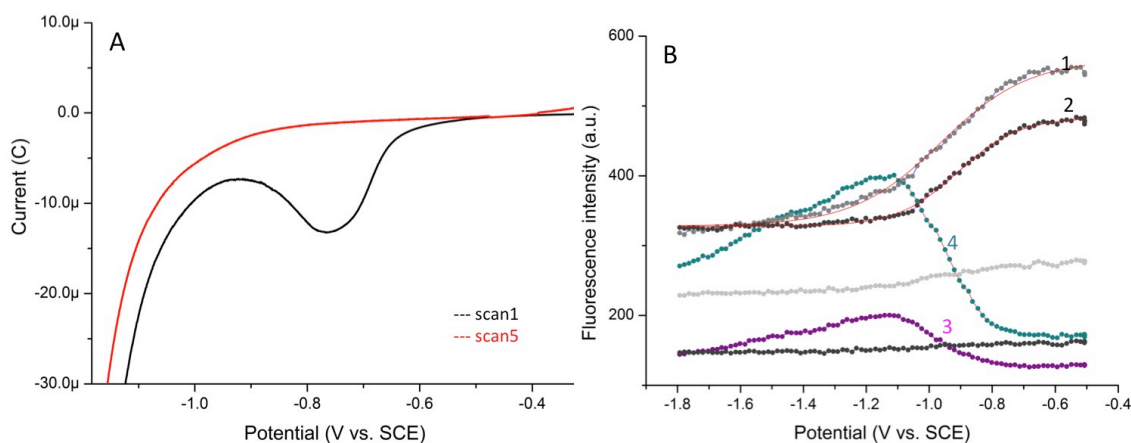 A
10.0µ
0.0
-10.0µ
-20.0µ
-30.0µ
Current (C)
--- scan1
--- scan5
-1.0
-0.8
-0.6
-0.4
Potential (V vs. SCE)
B
600
400
200
Fluorescence intensity (a.u.)
1
2
4
3
-1.8
-1.6
-1.4
-1.2
-1.0
-0.8
-0.6
-0.4
Potential (V vs. SCE)